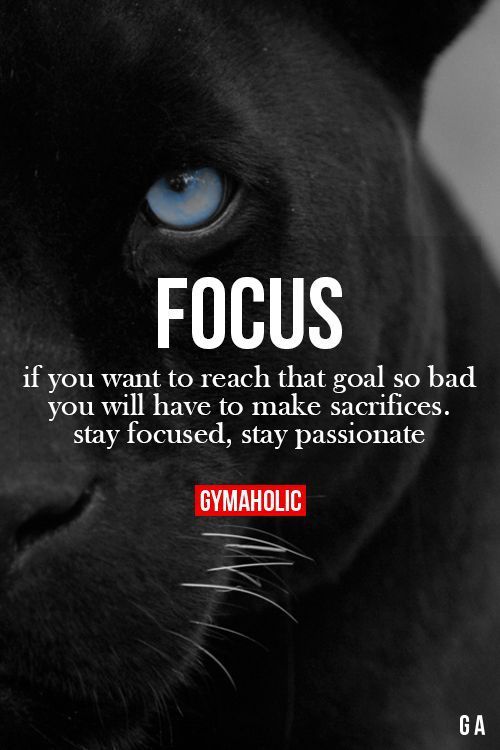 FOCUS
if you want to reach that goal so bad
you will have to make sacrifices.
stay focused, stay passionate
GYMAHOLIC
GA